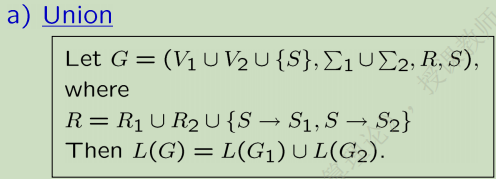 a) Union
Let G = (V₁ ∪ V₂ ∪ {S}, ∑₁ ∪ ∑₂, R, S),
where
R = R₁ ∪ R₂ ∪ {S → S₁, S → S₂}
Then L(G) = L(G₁) ∪ L(G₂).